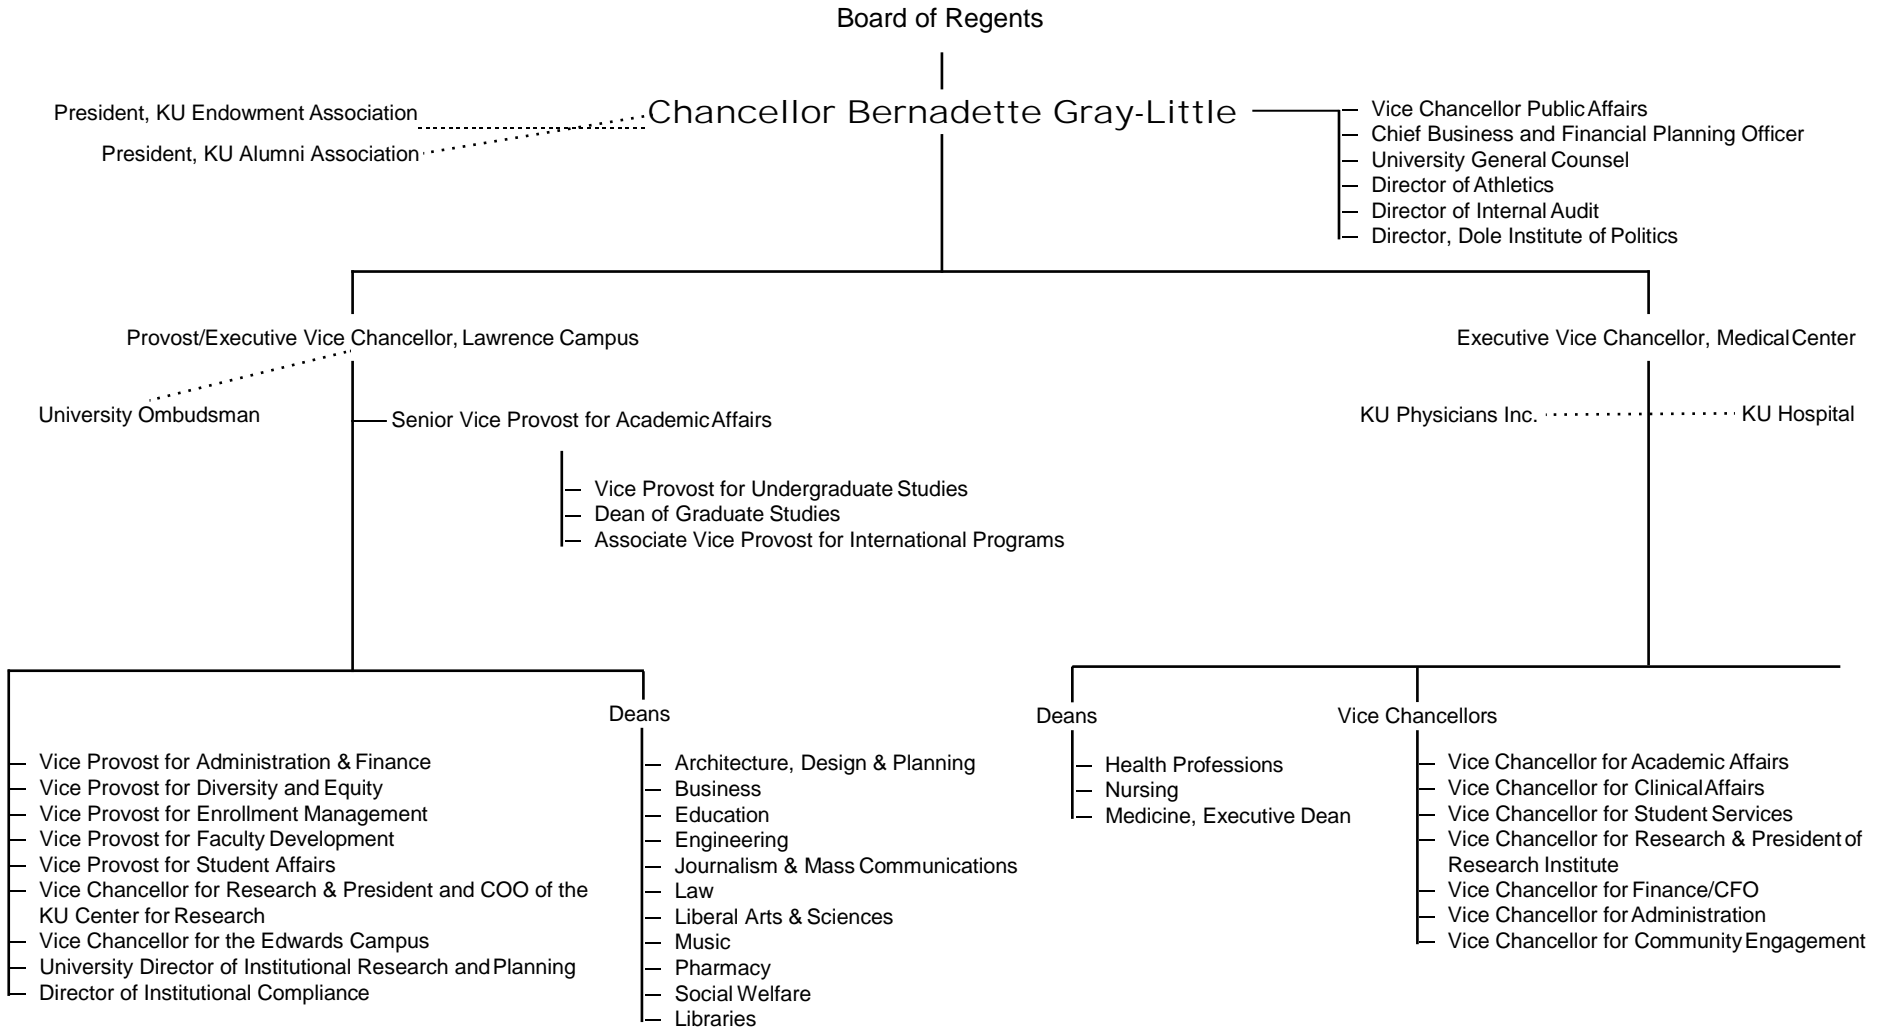 Board of Regents
Chancellor Bernadette Gray-Little
President, KU Endowment Association
President, KU Alumni Association
Vice Chancellor Public Affairs
Chief Business and Financial Planning Officer
University General Counsel
Director of Athletics
Director of Internal Audit
Director, Dole Institute of Politics
Provost/Executive Vice Chancellor, Lawrence Campus
University Ombudsman
Senior Vice Provost for Academic Affairs
Vice Provost for Undergraduate Studies
Dean of Graduate Studies
Associate Vice Provost for International Programs
Executive Vice Chancellor, Medical Center
KU Physicians Inc.
KU Hospital
Vice Provost for Administration & Finance
Vice Provost for Diversity and Equity
Vice Provost for Enrollment Management
Vice Provost for Faculty Development
Vice Provost for Student Affairs
Vice Chancellor for Research & President and COO of the
KU Center for Research
Vice Chancellor for the Edwards Campus
University Director of Institutional Research and Planning
Director of Institutional Compliance
Deans
Architecture, Design & Planning
Business
Education
Engineering
Journalism & Mass Communications
Law
Liberal Arts & Sciences
Music
Pharmacy
Social Welfare
Libraries
Deans
Health Professions
Nursing
Medicine, Executive Dean
Vice Chancellors
Vice Chancellor for Academic Affairs
Vice Chancellor for Clinical Affairs
Vice Chancellor for Student Services
Vice Chancellor for Research & President of
Research Institute
Vice Chancellor for Finance/CFO
Vice Chancellor for Administration
Vice Chancellor for Community Engagement